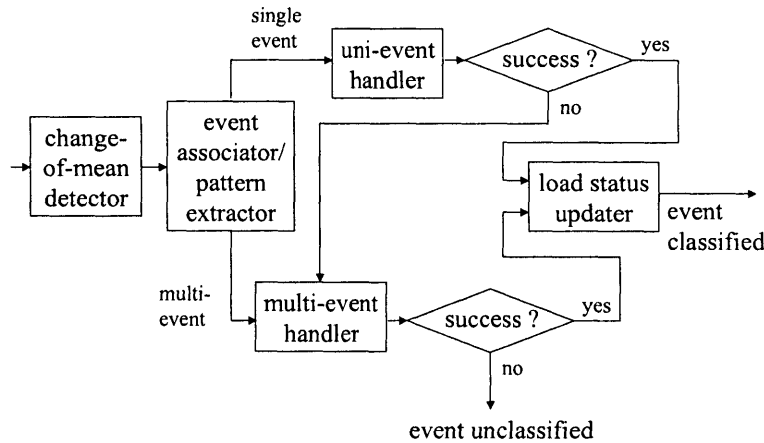 single
event
uni-event
handler
success ?
yes
no
change-
of-mean
detector
event
associator/
pattern
extractor
load status
updater
event
classified
multi-
event
multi-event
handler
success ?
yes
no
event unclassified